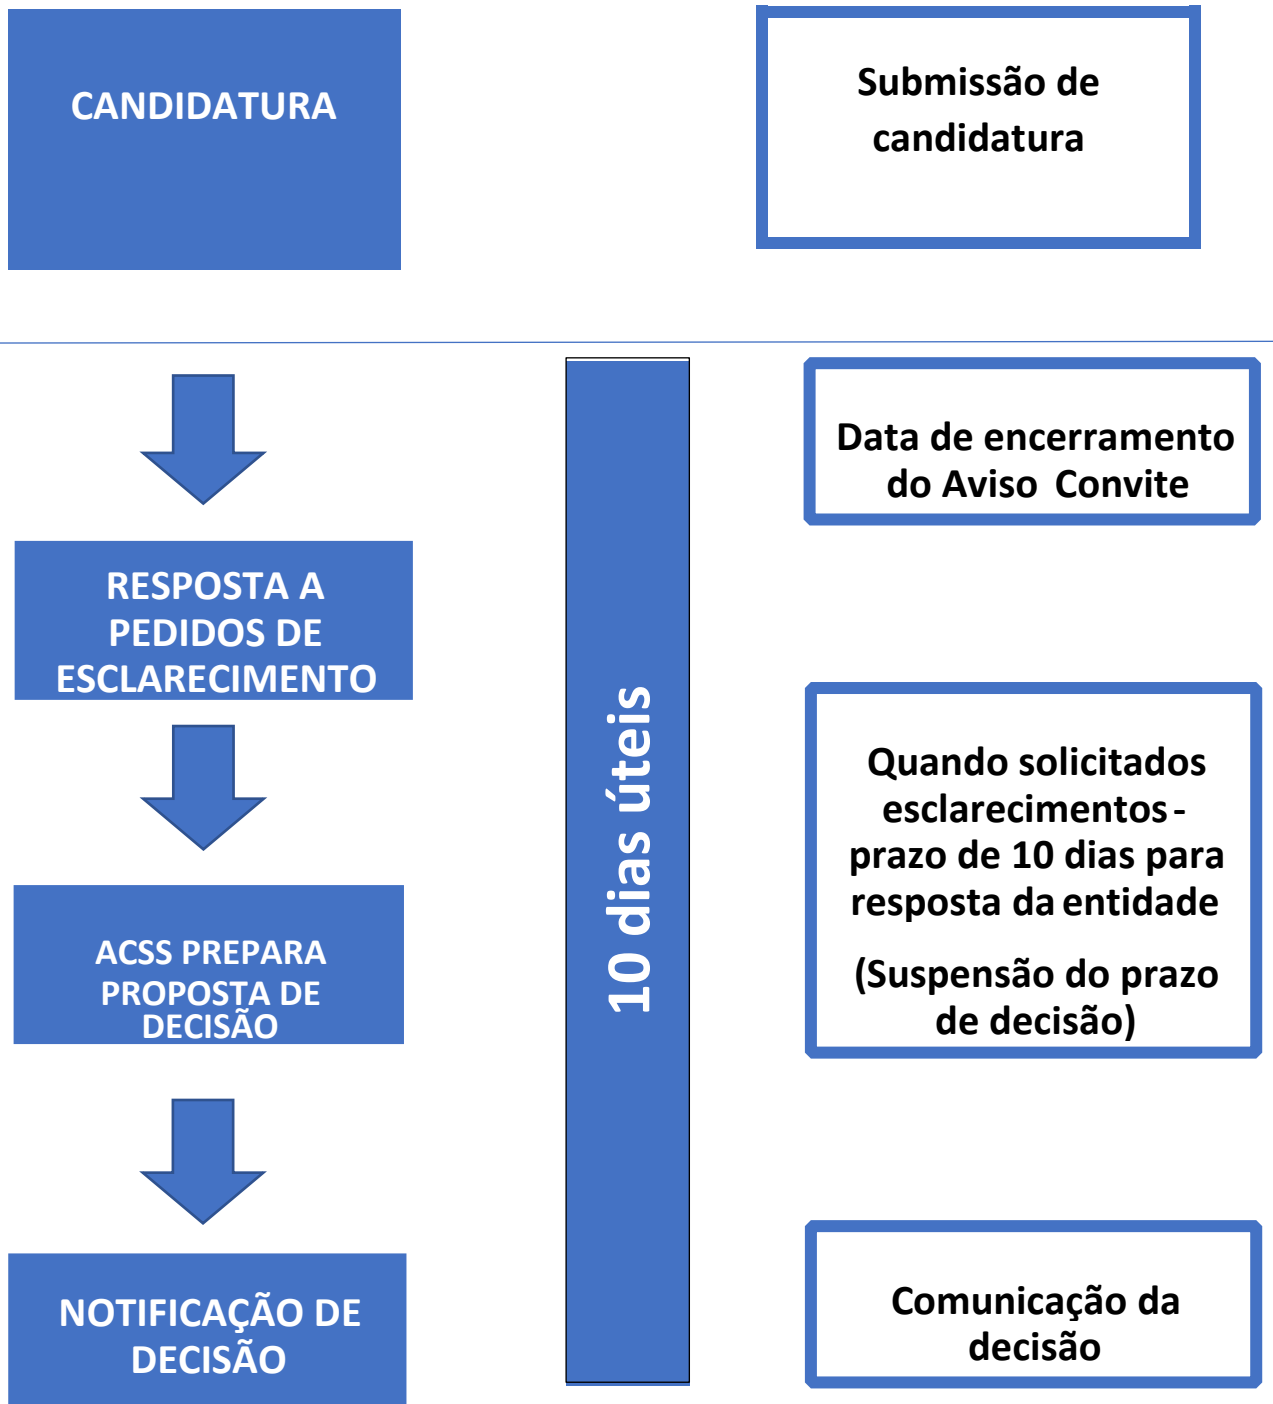 CANDIDATURA
Submissão de
candidatura
Data de encerramento
do Aviso Convite
RESPOSTA A
PEDIDOS DE
ESCLARECIMENTO
10 dias úteis
Quando solicitados
esclarecimentos -
prazo de 10 dias para
resposta da entidade
(Suspensão do prazo
de decisão)
ACSS PREPARA
PROPOSTA DE
DECISÃO
NOTIFICAÇÃO DE
DECISÃO
Comunicação da
decisão